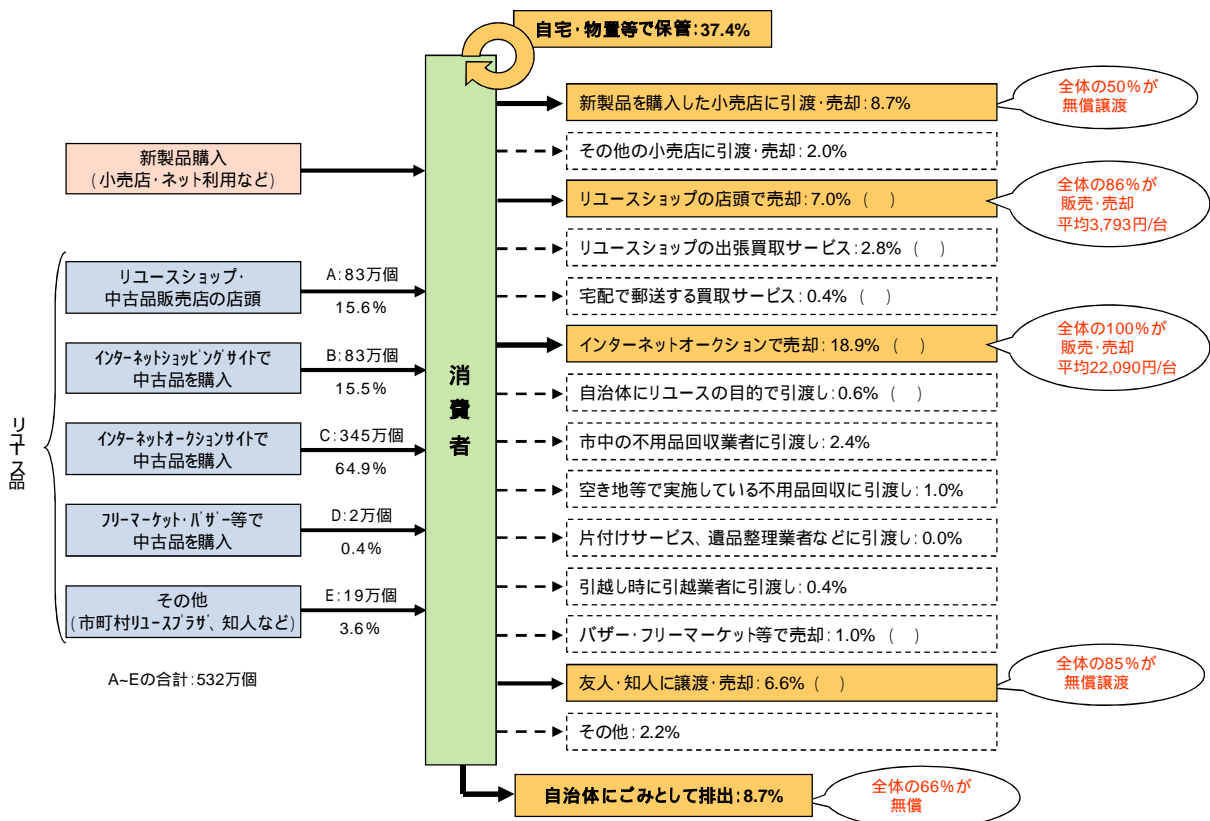 自宅・物置等で保管:37.4%
新製品を購入した小売店に引渡・売却:8.7%
全体の50%が
無償譲渡
その他の小売店に引渡・売却:2.0%
新製品購入
(小売店・ネット利用など)
リユースショップの店頭で売却:7.0% ( )
全体の86%が
販売・売却
平均3,793円/台
リユースショップの出張買取サービス:2.8% ( )
リユースショップ・
中古品販売店の店頭
A:83万個
15.6%
宅配で郵送する買取サービス:0.4% ( )
インターネットオークションで売却:18.9% ( )
全体の100%が
販売・売却
平均22,090円/台
インターネットショッピングサイトで
中古品を購入
B:83万個
15.5%
消費者
自治体にリユースの目的で引渡し:0.6% ( )
リユース品
インターネットオークションサイトで
中古品を購入
C:345万個
64.9%
市中の不用品回収業者に引渡し:2.4%
空き地等で実施している不用品回収に引渡し:1.0%
フリーマーケット・バザー等で
中古品を購入
D:2万個
0.4%
片付けサービス、遺品整理業者などに引渡し:0.0%
引越し時に引越業者に引渡し:0.4%
その他
(市町村リユースプラザ、知人など)
E:19万個
3.6%
バザー・フリーマーケット等で売却:1.0% ( )
A~Eの合計:532万個
友人・知人に譲渡・売却:6.6% ( )
全体の85%が
無償譲渡
その他:2.2%
自治体にごみとして排出:8.7%
全体の66%が
無償